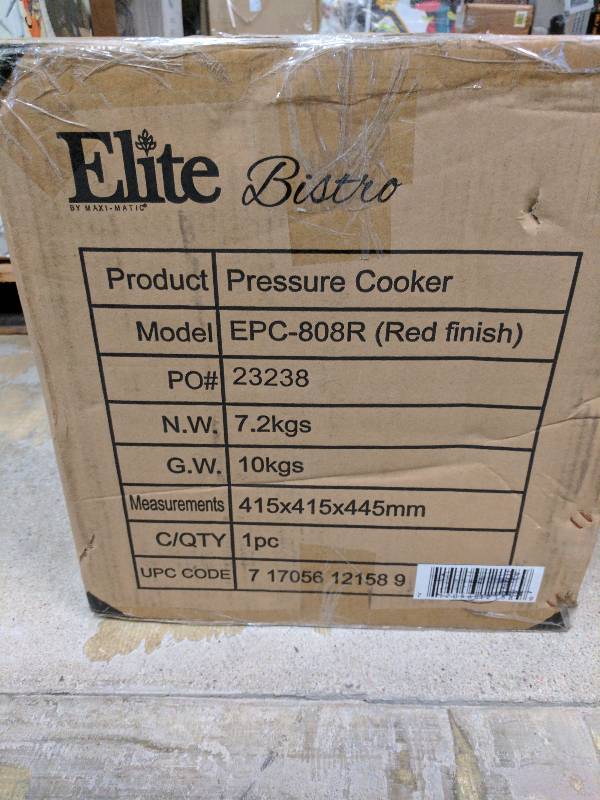 Elite Bistro
BY MAXI-MATIC®
Product Pressure Cooker
Model EPC-808R (Red finish)
PO# 23238
N.W. 7.2kgs
G.W. 10kgs
Measurements 415x415x445mm
C/QTY 1pc
UPC CODE 7 17056 12158 9